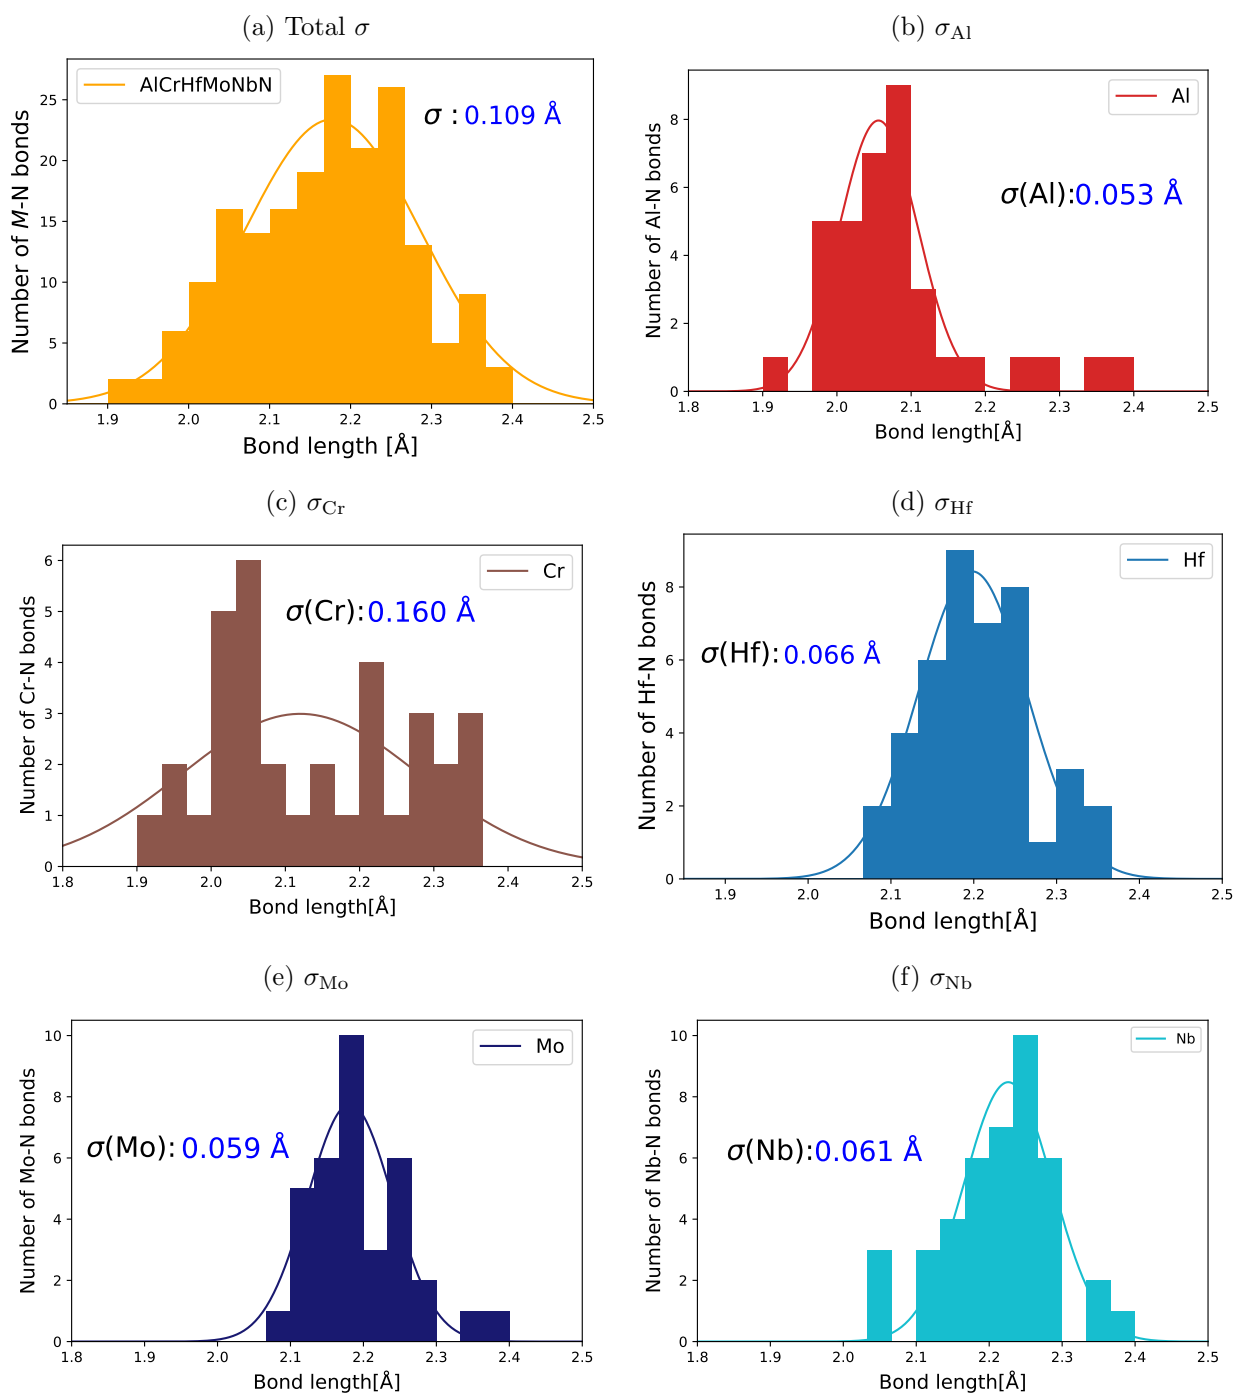 (a) Total σ
AlCrHfMoNbN
σ : 0.109 Å
Number of M-N bonds
0
5
10
15
20
25
1.9 2.0 2.1 2.2 2.3 2.4 2.5
Bond length [Å]
(b) σAl
Al
σ(Al):0.053 Å
Number of Al-N bonds
0
2
4
6
8
1.8 1.9 2.0 2.1 2.2 2.3 2.4 2.5
Bond length[Å]
(c) σCr
Cr
σ(Cr):0.160 Å
Number of Cr-N bonds
0
1
2
3
4
5
6
1.8 1.9 2.0 2.1 2.2 2.3 2.4 2.5
Bond length[Å]
(d) σHf
Hf
σ(Hf):0.066 Å
Number of Hf-N bonds
0
2
4
6
8
1.9 2.0 2.1 2.2 2.3 2.4 2.5
Bond length[Å]
(e) σMo
Mo
σ(Mo):0.059 Å
Number of Mo-N bonds
0
2
4
6
8
10
1.8 1.9 2.0 2.1 2.2 2.3 2.4 2.5
Bond length[Å]
(f) σNb
Nb
σ(Nb):0.061 Å
Number of Nb-N bonds
0
2
4
6
8
10
1.8 1.9 2.0 2.1 2.2 2.3 2.4 2.5
Bond length[Å]